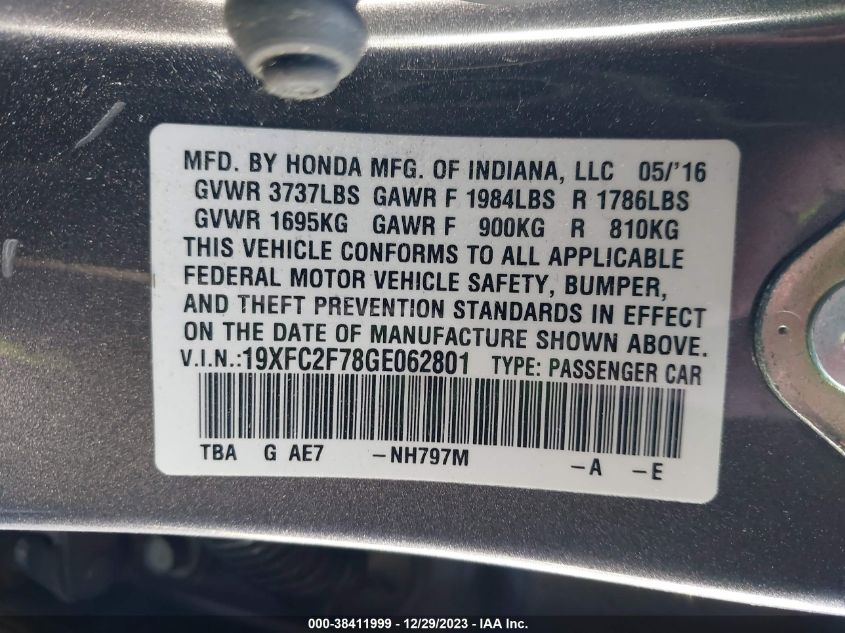 MFD. BY HONDA MFG. OF INDIANA, LLC 05/'16
GVWR 3737LBS GAWR F 1984LBS R 1786LBS
GVWR 1695KG GAWR F 900KG R 810KG
THIS VEHICLE CONFORMS TO ALL APPLICABLE
FEDERAL MOTOR VEHICLE SAFETY, BUMPER,
AND THEFT PREVENTION STANDARDS IN EFFECT
ON THE DATE OF MANUFACTURE SHOWN ABOVE.
V.I.N.:19XFC2F78GE062801 TYPE: PASSENGER CAR
TBA G AE7 -NH797M -A -E
000-38411999 - 12/29/2023 - IAA Inc.